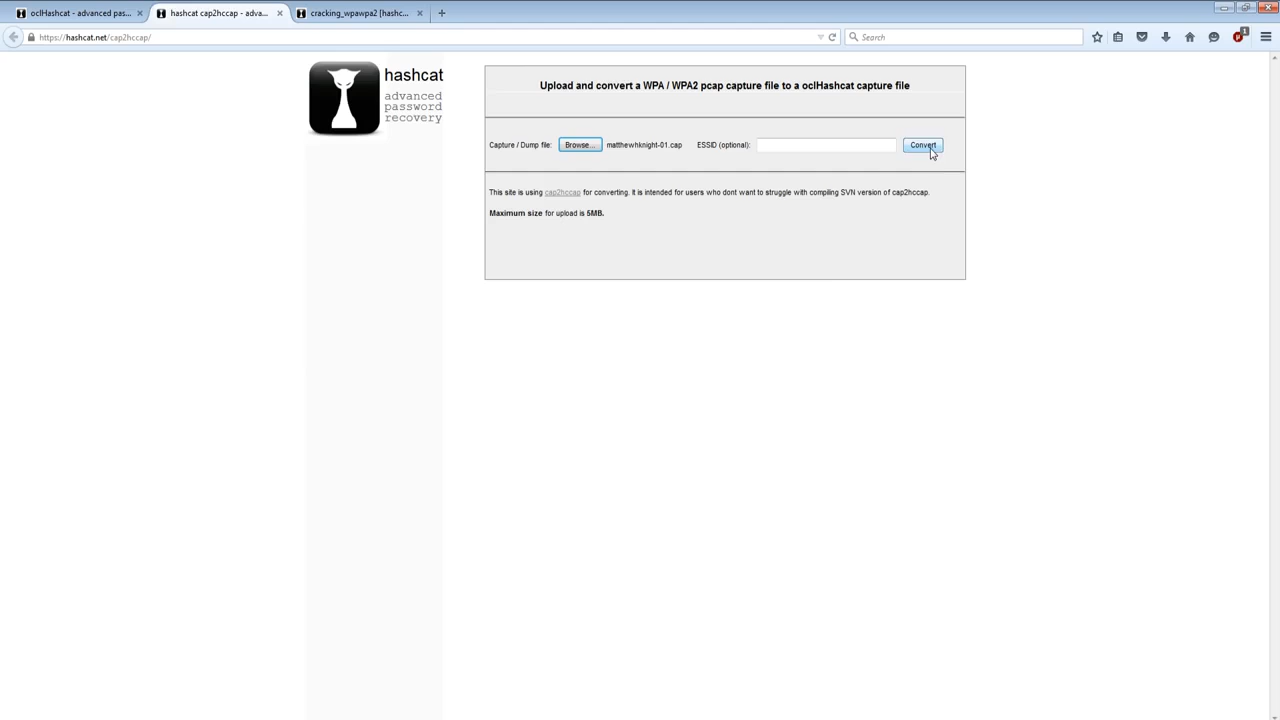 oclHashcat - advanced pas...
hashcat cap2hccap - adva...
cracking_wpawpa2 [hashc...
https://hashcat.net/cap2hccap/
Search
1
hashcat
advanced
password
recovery
Upload and convert a WPA / WPA2 pcap capture file to a oclHashcat capture file
Capture / Dump file: Browse... matthewhknight-01.cap ESSID (optional): Convert
This site is using cap2hccap for converting. It is intended for users who dont want to struggle with compiling SVN version of cap2hccap.
Maximum size for upload is 5MB.